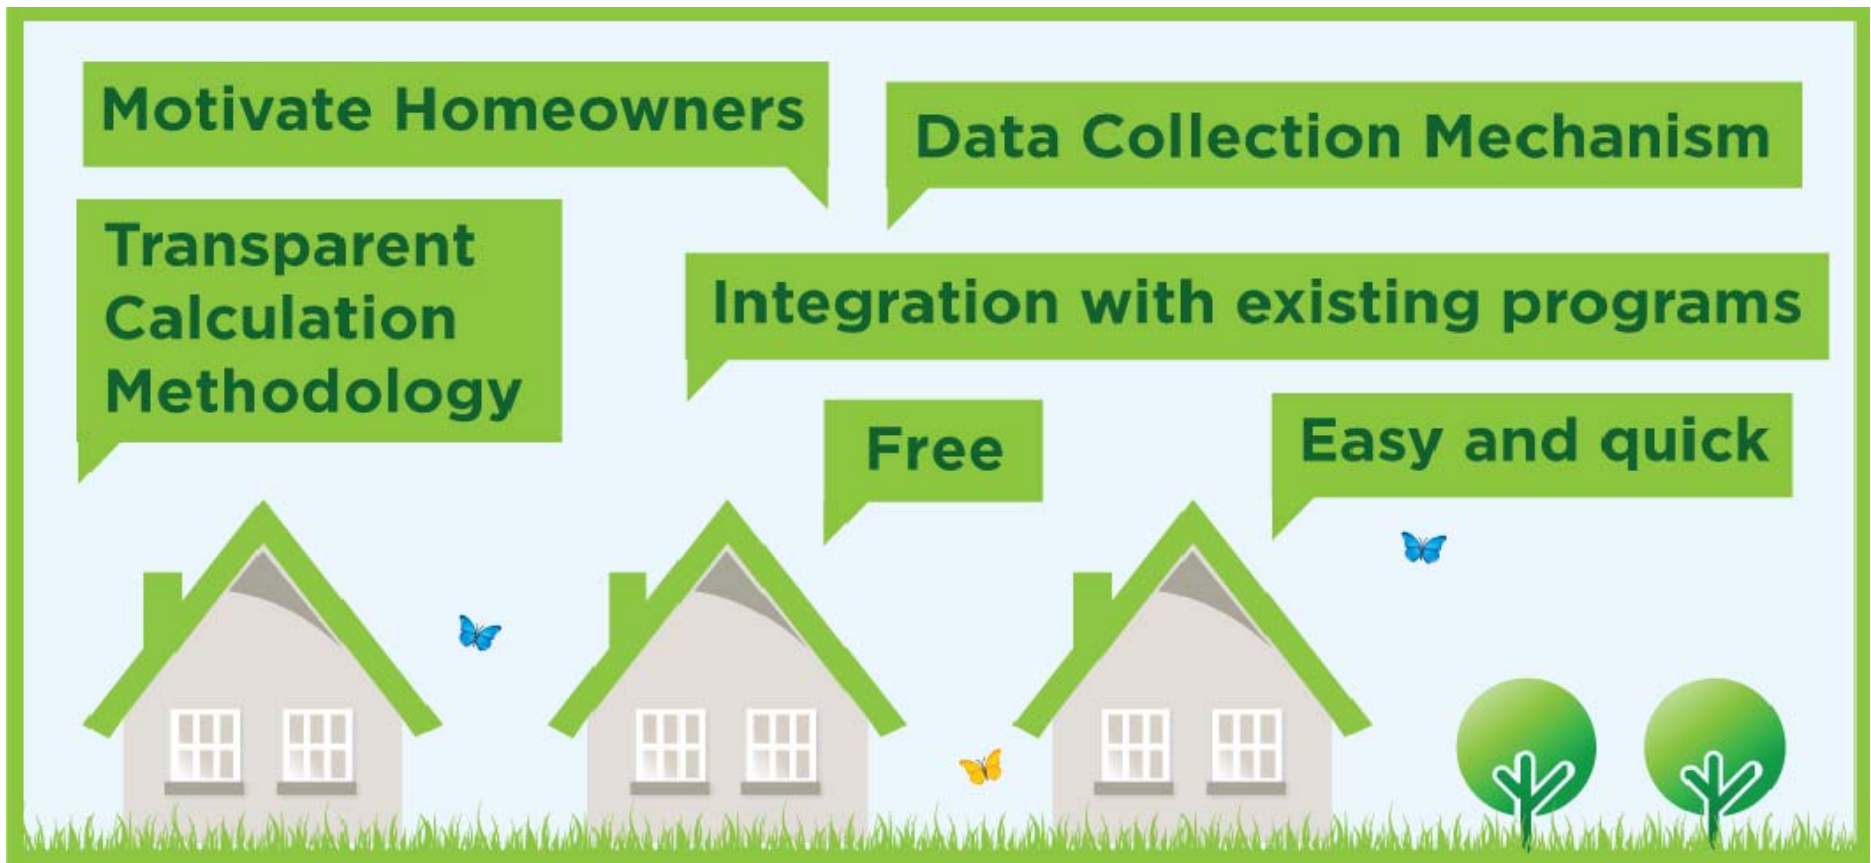 Motivate Homeowners
Data Collection Mechanism
Transparent
Calculation
Methodology
Integration with existing programs
Free
Easy and quick